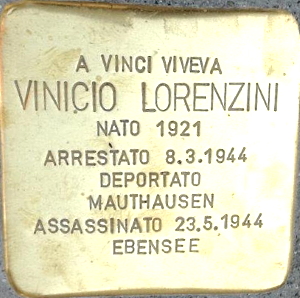 A VINCI VIVEVA
VINICIO LORENZINI
NATO 1921
ARRESTATO 8.3.1944
DEPORTATO
MAUTHAUSEN
ASSASSINATO 23.5.1944
EBENSEE